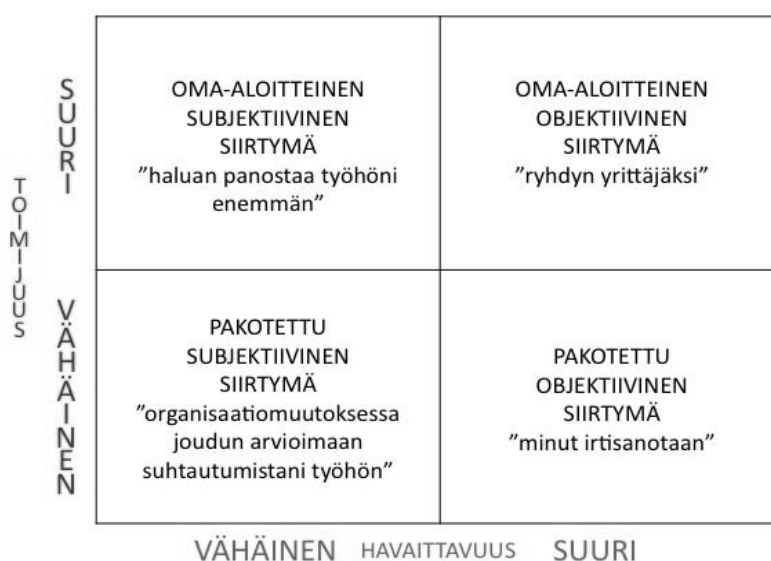 TOIMIJUUS
SUURI
OMA-ALOITTEINEN
SUBJEKTIIVINEN
SIIRTYMÄ
”haluan panostaa työhöni
enemmän”
OMA-ALOITTEINEN
OBJEKTIIVINEN
SIIRTYMÄ
”ryhdyn yrittäjäksi”
VÄHÄINEN
PAKOTETTU
SUBJEKTIIVINEN
SIIRTYMÄ
”organisaatiomuutoksessa
joudun arvioimaan
suhtautumistani työhön”
PAKOTETTU
OBJEKTIIVINEN
SIIRTYMÄ
”minut irtisanotaan”
VÄHÄINEN HAVAITTAVUUS SUURI